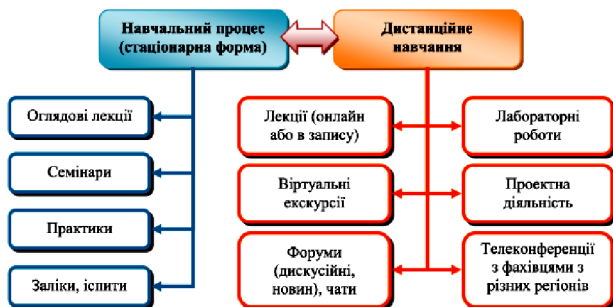 Навчальний процес
(стаціонарна форма)
Дистанційне
навчання
Оглядові лекції
Семінари
Практики
Заліки, іспити
Лекції (онлайн
або в запису)
Віртуальні
екскурсії
Форуми
(дискусійні,
новин), чати
Лабораторні
роботи
Проектна
діяльність
Телеконференції
з фахівцями з
різних регіонів